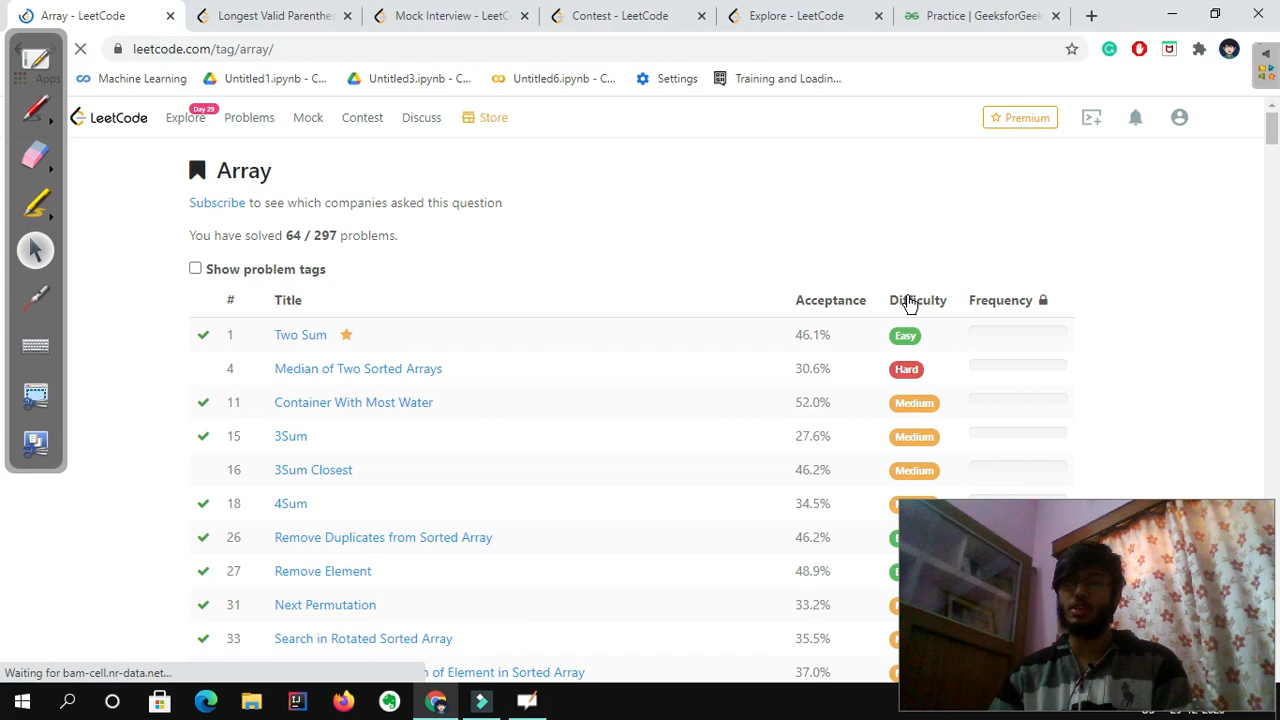 Array - LeetCode
Longest Valid Parenthe
Mock Interview - LeetC
Contest - LeetCode
Explore - LeetCode
Practice | GeeksforGeek
leetcode.com/tag/array/
Apps
Machine Learning
Untitled1.ipynb - C...
Untitled3.ipynb - C...
Untitled6.ipynb - C...
Settings
Training and Loadin...
LeetCode
Explore
Day 29
Problems
Mock
Contest
Discuss
Store
Premium
Array
Subscribe to see which companies asked this question
You have solved 64 / 297 problems.
Show problem tags
# Title Acceptance Difficulty Frequency
1 Two Sum 46.1% Easy
4 Median of Two Sorted Arrays 30.6% Hard
11 Container With Most Water 52.0% Medium
15 3Sum 27.6% Medium
16 3Sum Closest 46.2% Medium
18 4Sum 34.5%
26 Remove Duplicates from Sorted Array 46.2%
27 Remove Element 48.9%
31 Next Permutation 33.2%
33 Search in Rotated Sorted Array 35.5%
n of Element in Sorted Array 37.0%
Waiting for bam-cell.nr-data.net...